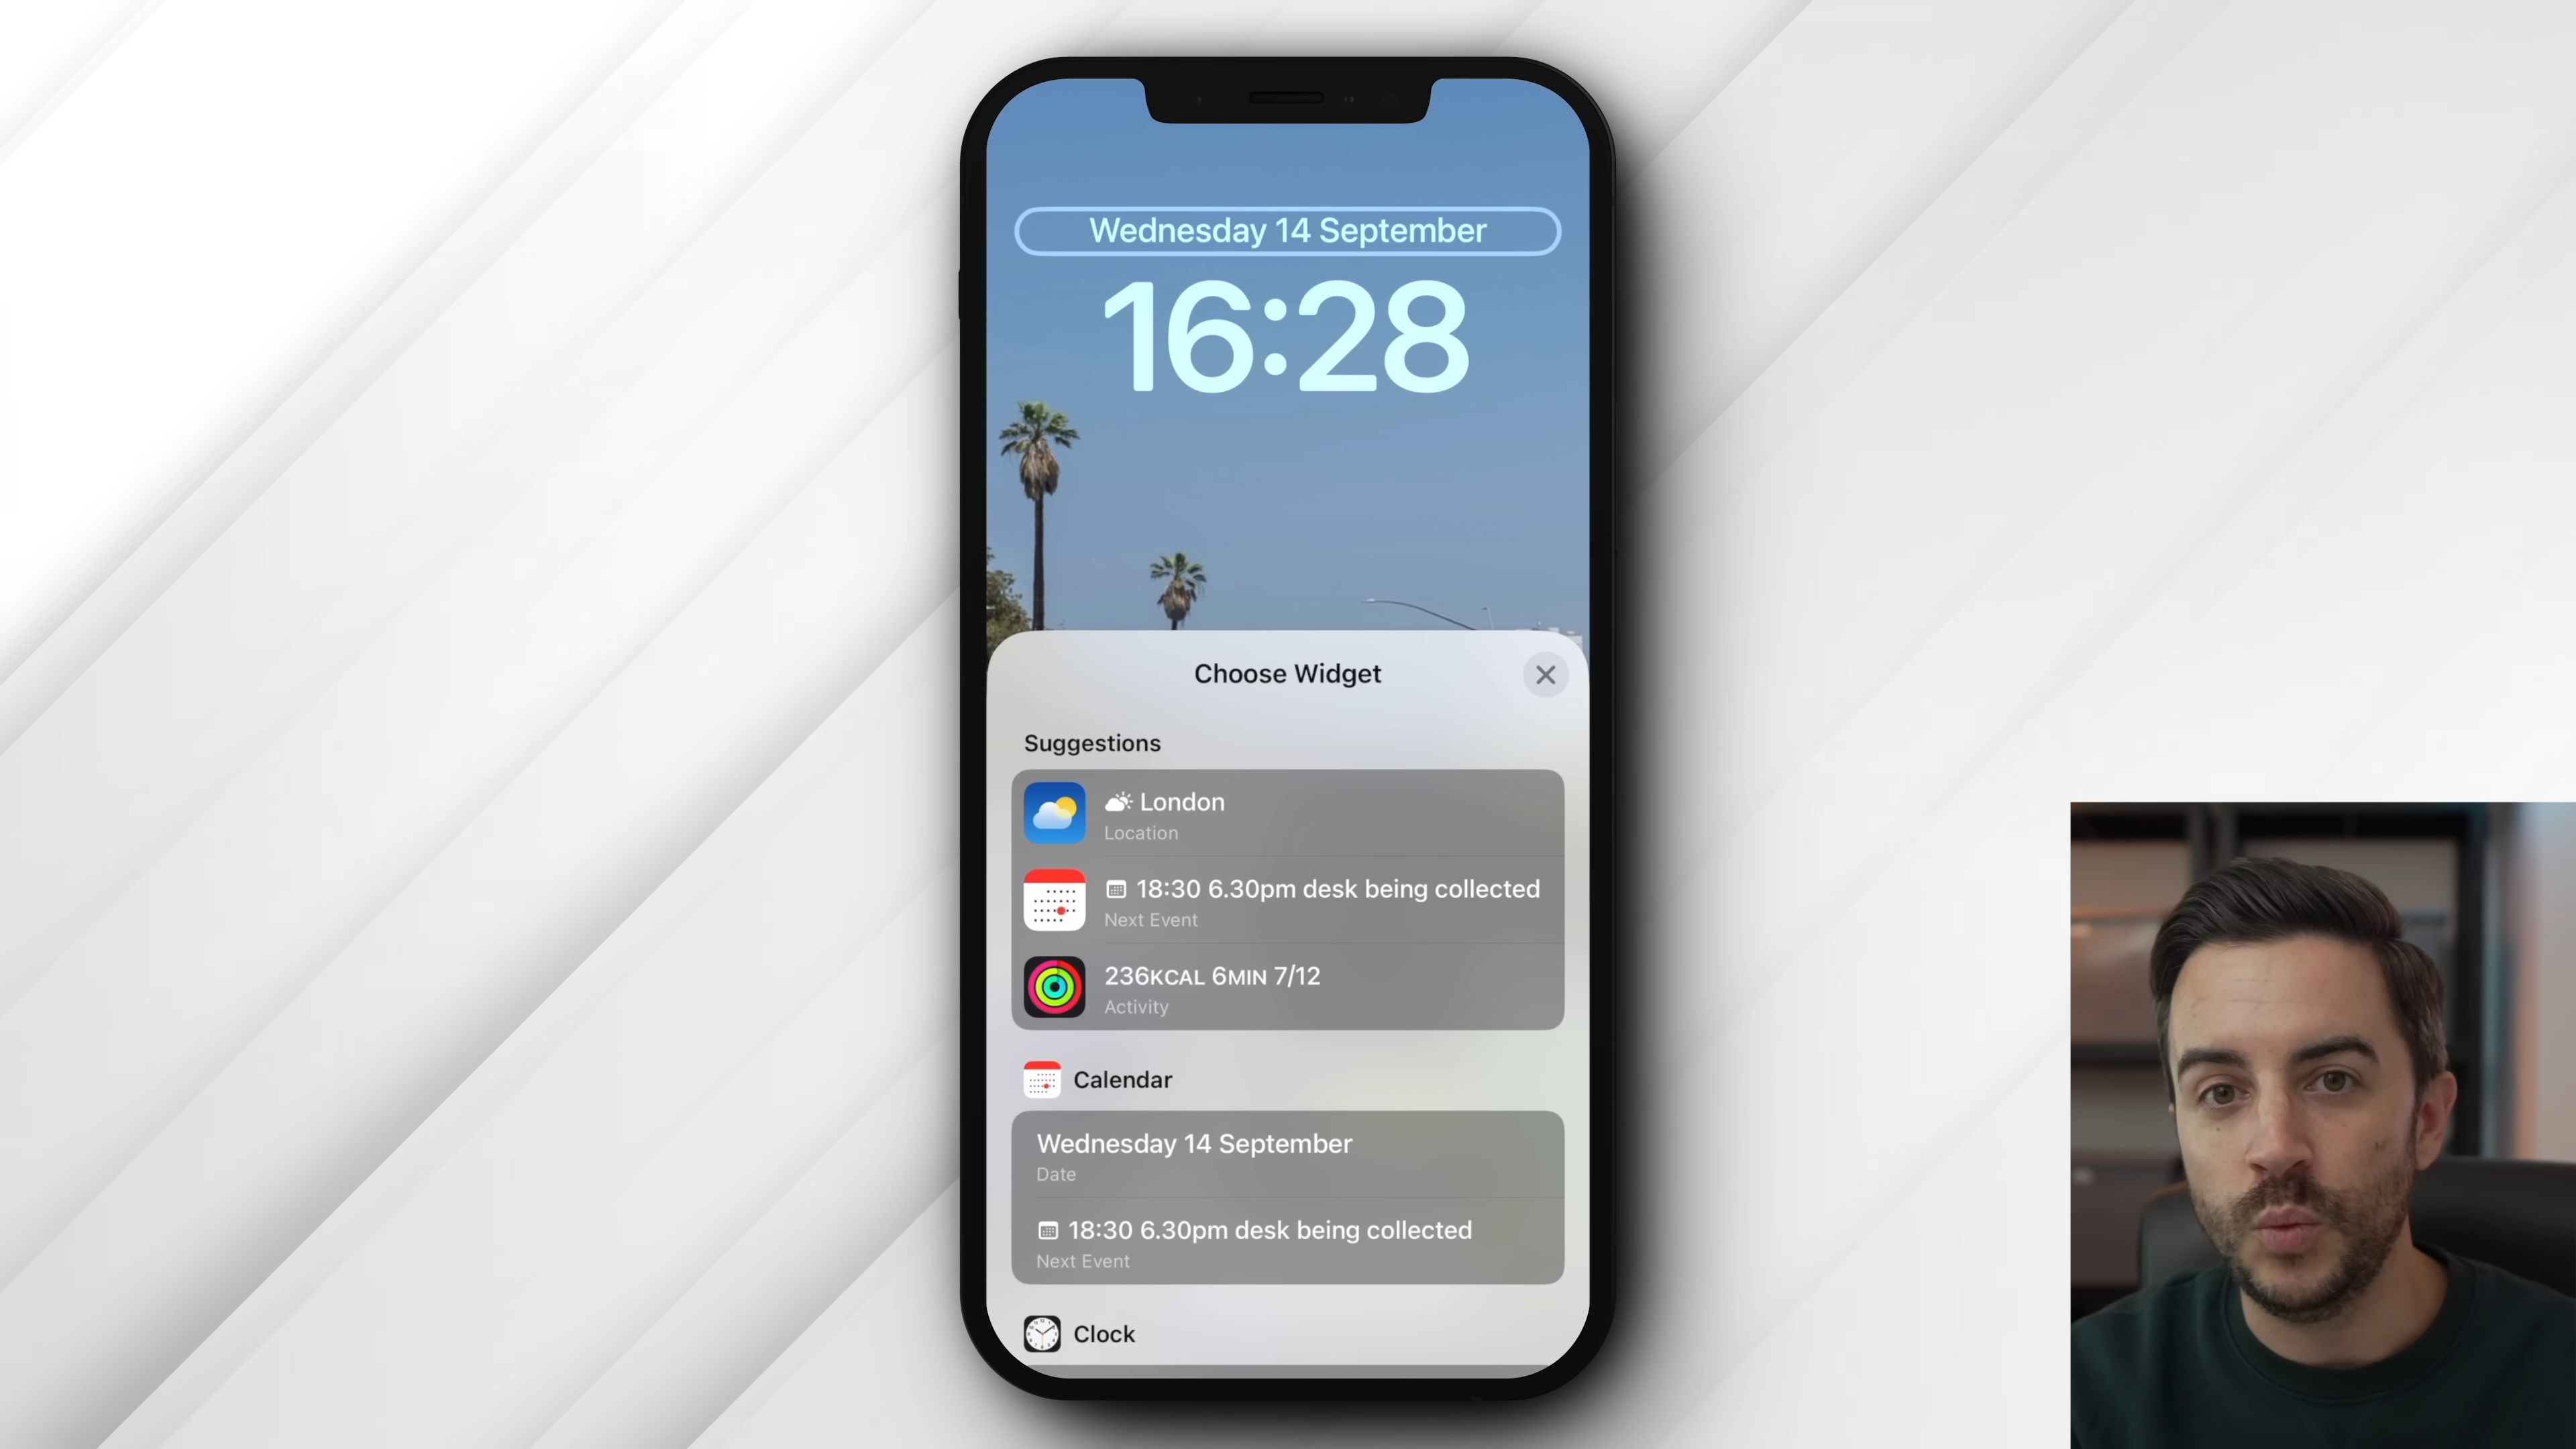 Wednesday 14 September
16:28
Choose Widget
Suggestions
London
Location
18:30 6.30pm desk being collected
Next Event
236KCAL 6MIN 7/12
Activity
Calendar
Wednesday 14 September
Date
18:30 6.30pm desk being collected
Next Event
Clock